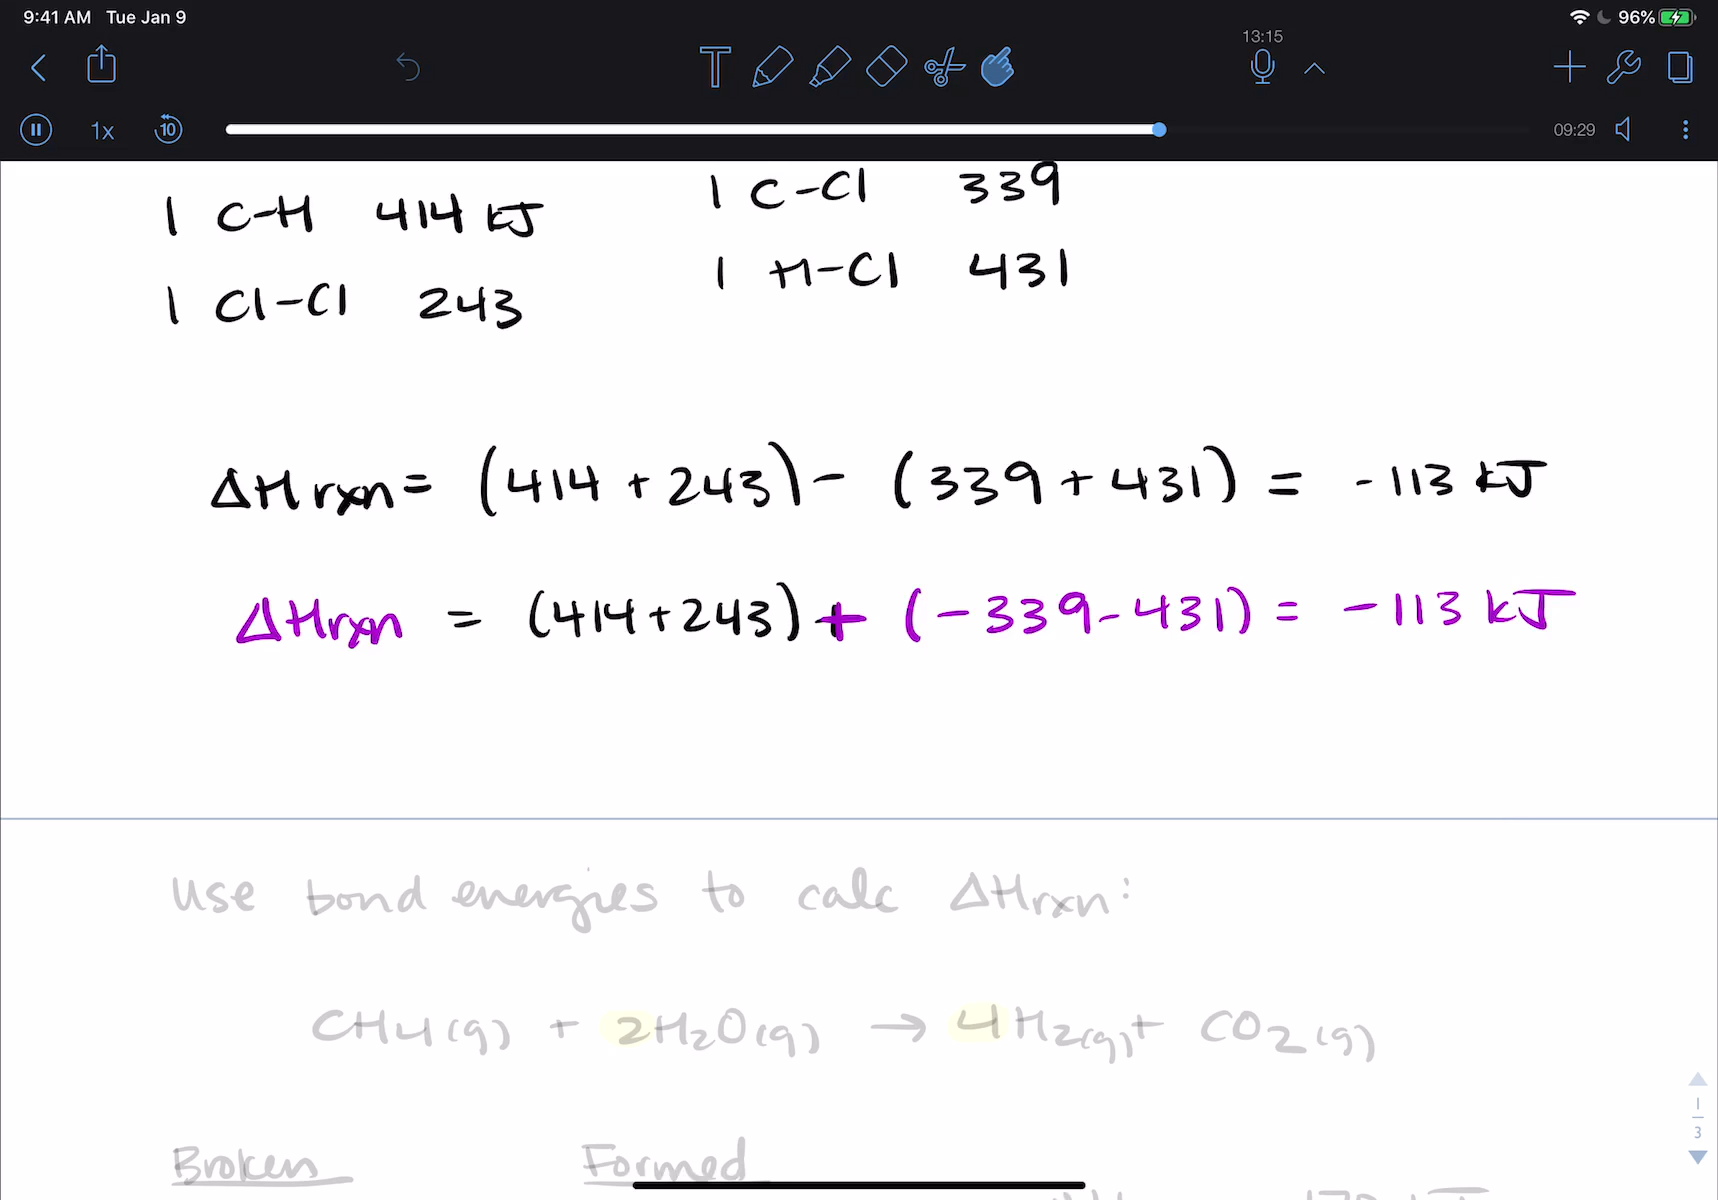 9:41 AM Tue Jan 9
96%
13:15
1x
10
09:29
1 C-H 414 kJ
1 Cl-Cl 243
1 C-Cl 339
1 H-Cl 431
ΔHrxn = (414 + 243) - (339 + 431) = -113 kJ
ΔHrxn = (414 + 243) + (-339-431) = -113 kJ
Use bond energies to calc ΔHrxn:
CH4(g) + 2H2O(g) → 4H2(g) + CO2(g)
1
3
Broken Formed